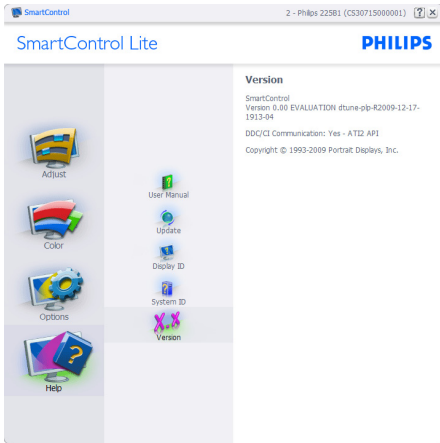 SmartControl
2 - Philips 225B1 (CS30715000001)
SmartControl Lite
PHILIPS
Adjust
Color
Options
Help
User Manual
Update
Display ID
System ID
X.X
Version
Version
SmartControl
Version 0.00 EVALUATION dtune-plp-R2009-12-17-
1913-04
DDC/CI Communication: Yes - ATI2 API
Copyright © 1993-2009 Portrait Displays, Inc.